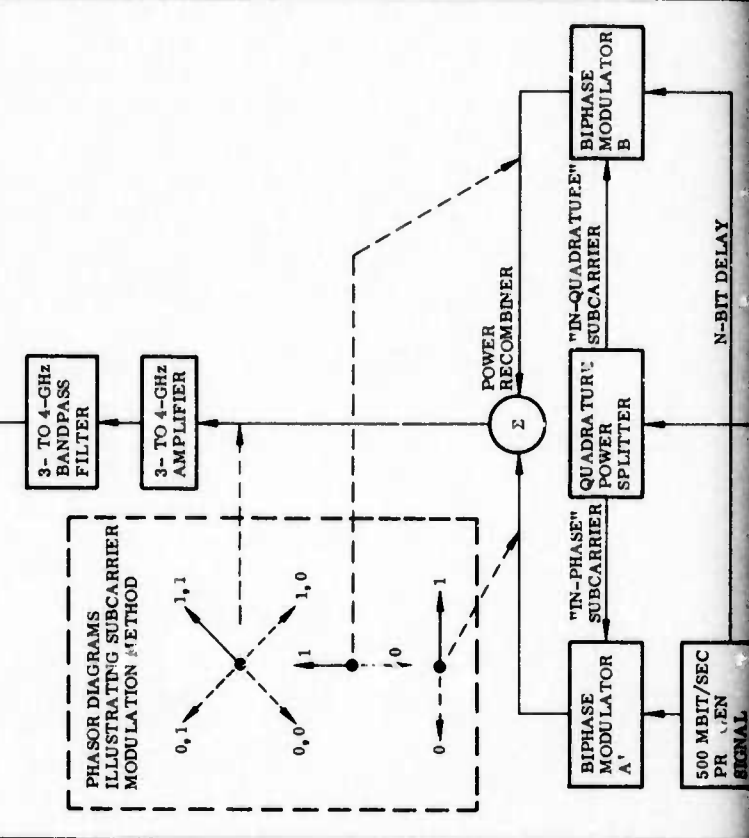 3- TO 4-GHz
BANDPASS
FILTER
3- TO 4-GHz
AMPLIFIER
PHASOR DIAGRAMS
ILLUSTRATING SUBCARRIER
MODULATION METHOD
0,1
1,1
0,0
1,0
1
0
0
1
POWER
RECOMBINER
Σ
BIPHASE
MODULATOR
A'
"IN-PHASE"
SUBCARRIER
QUADRATURE
POWER
SPLITTER
"IN-QUADRATURE"
SUBCARRIER
BIPHASE
MODULATOR
B
500 MBIT/SEC
PR
SIGNAL
N-BIT DELAY